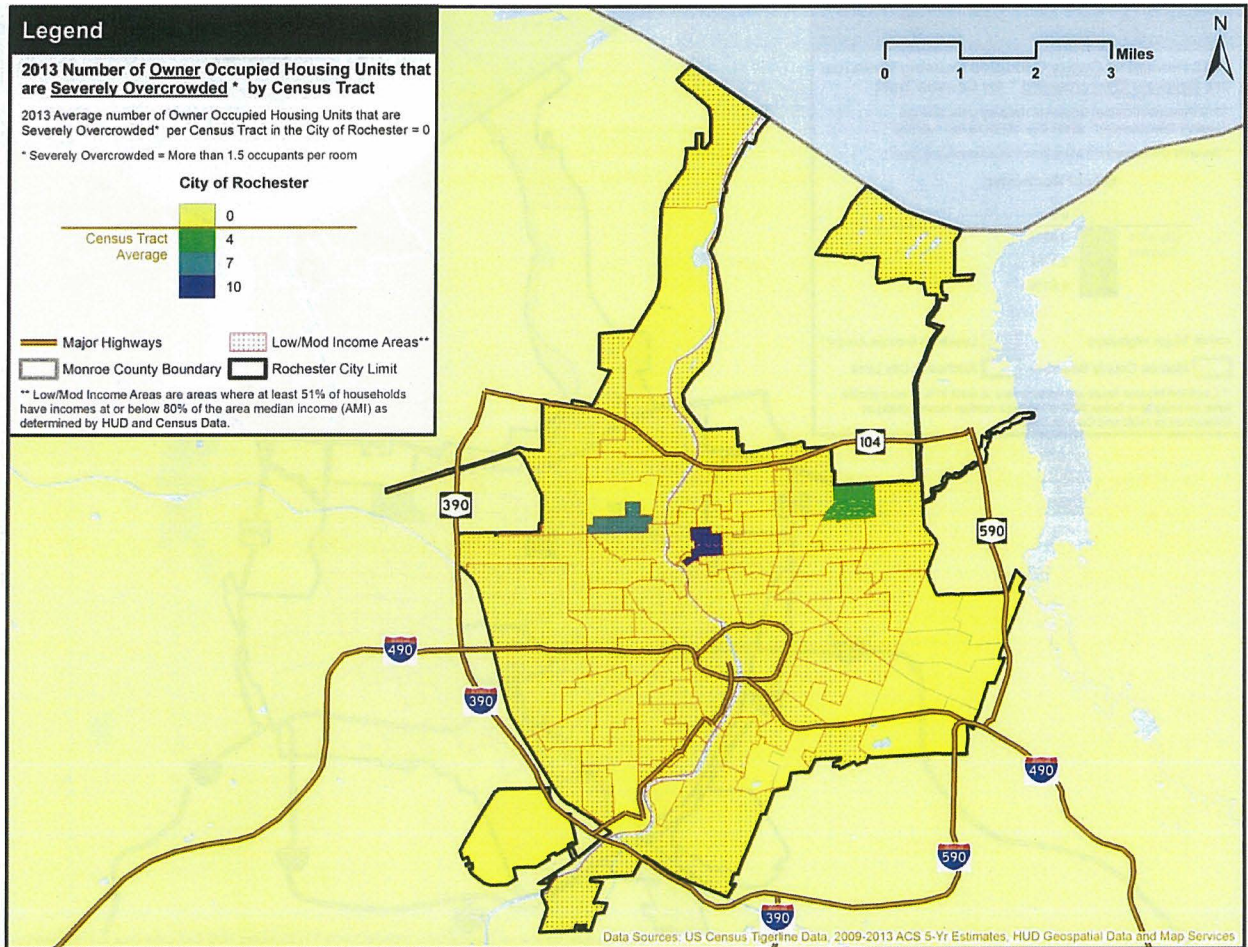 Legend
2013 Number of Owner Occupied Housing Units that
are Severely Overcrowded * by Census Tract
2013 Average number of Owner Occupied Housing Units that are
Severely Overcrowded* per Census Tract in the City of Rochester = 0
* Severely Overcrowded = More than 1.5 occupants per room
City of Rochester
0
Census Tract
Average
4
7
10
Major Highways
Low/Mod Income Areas**
Monroe County Boundary
Rochester City Limit
** Low/Mod Income Areas are areas where at least 51% of households
have incomes at or below 80% of the area median income (AMI) as
determined by HUD and Census Data.
Miles
0 1 2 3
N
104
390
590
490
390
490
590
390
Data Sources: US Census Tigerline Data, 2009-2013 ACS 5-Yr Estimates, HUD Geospatial Data and Map Services